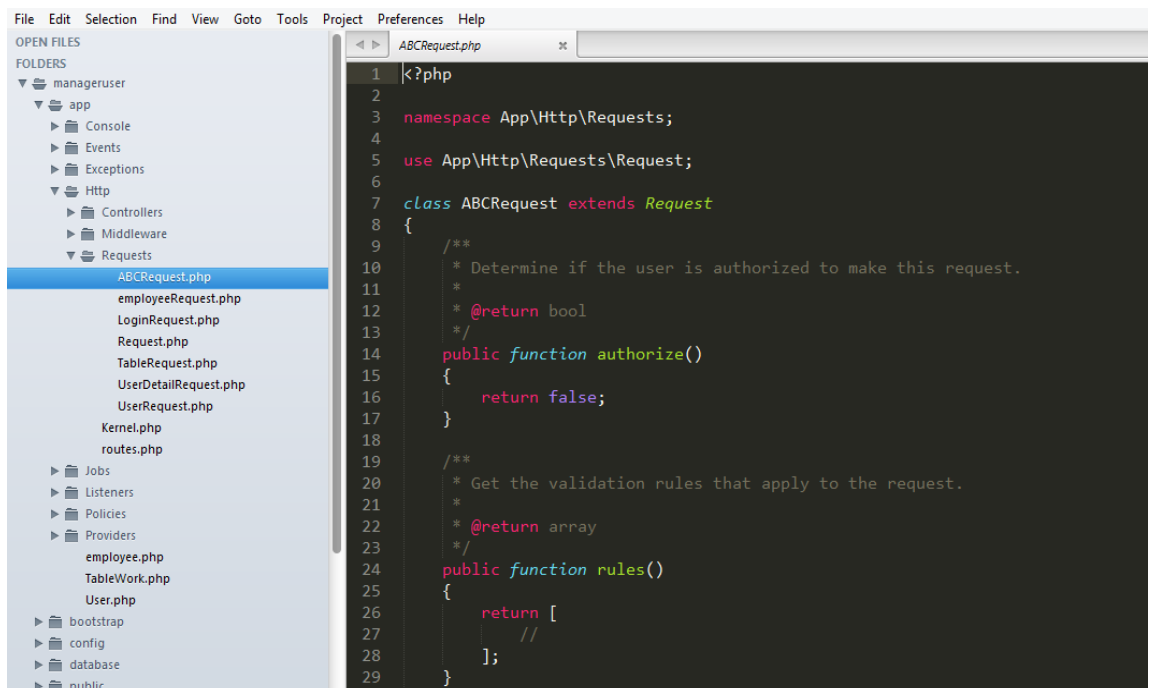 File Edit Selection Find View Goto Tools Project Preferences Help
OPEN FILES
FOLDERS
manageruser
app
Console
Events
Exceptions
Http
Controllers
Middleware
Requests
ABCRequest.php
employeeRequest.php
LoginRequest.php
Request.php
TableRequest.php
UserDetailRequest.php
UserRequest.php
Kernel.php
routes.php
Jobs
Listeners
Policies
Providers
employee.php
TableWork.php
User.php
bootstrap
config
database
public
ABCRequest.php
1 <?php
2
3 namespace App\Http\Requests;
4
5 use App\Http\Requests\Request;
6
7 class ABCRequest extends Request
8 {
9 /**
10 * Determine if the user is authorized to make this request.
11 *
12 * @return bool
13 */
14 public function authorize()
15 {
16 return false;
17 }
18
19 /**
20 * Get the validation rules that apply to the request.
21 *
22 * @return array
23 */
24 public function rules()
25 {
26 return [
27 //
28 ];
29 }